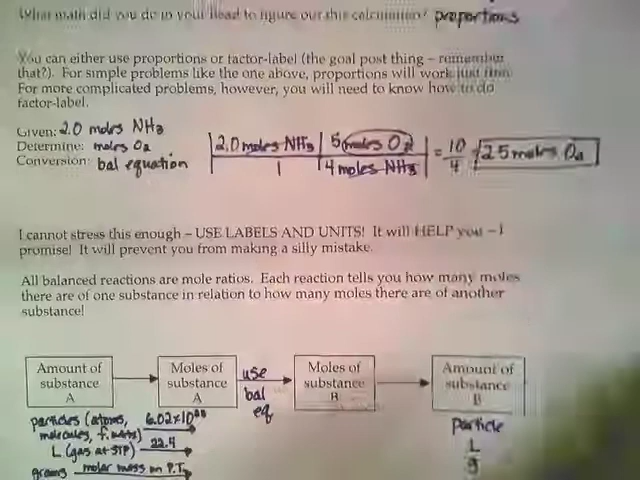 What math did you do in your head to figure out this calculation? proportions
You can either use proportions or factor-label (the goal post thing – remember
that?). For simple problems like the one above, proportions will work just fine.
For more complicated problems, however, you will need to know how to do
factor-label.
Given: 2.0 moles NH3
Determine: moles O2
Conversion: bal equation
2.0 moles NH3 | 5 moles O2
1 | 4 moles NH3
= 10/4
2.5 moles O2
I cannot stress this enough – USE LABELS AND UNITS! It will HELP you – I
promise! It will prevent you from making a silly mistake.
All balanced reactions are mole ratios. Each reaction tells you how many moles
there are of one substance in relation to how many moles there are of another
substance!
Amount of
substance
A
Moles of
substance
A
use
bal
eq
Moles of
substance
B
Amount of
substance
B
particles (atoms,
molecules, f. units)
6.02x10²³
L (gas at STP) 22.4
grams molar mass on P.T.
particle
L
g